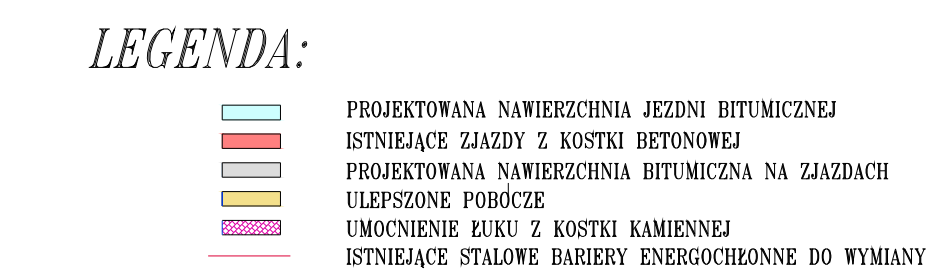 LEGENDA:
PROJEKTOWANA NAWIERZCHNIA JEZDNI BITUMICZNEJ
ISTNIEJĄCE ZJAZDY Z KOSTKI BETONOWEJ
PROJEKTOWANA NAWIERZCHNIA BITUMICZNA NA ZJAZDACH
ULEPSZONE POBOCZE
UMOCNIENIE ŁUKU Z KOSTKI KAMIENNEJ
ISTNIEJĄCE STALOWE BARIERY ENERGOCHŁONNE DO WYMIANY